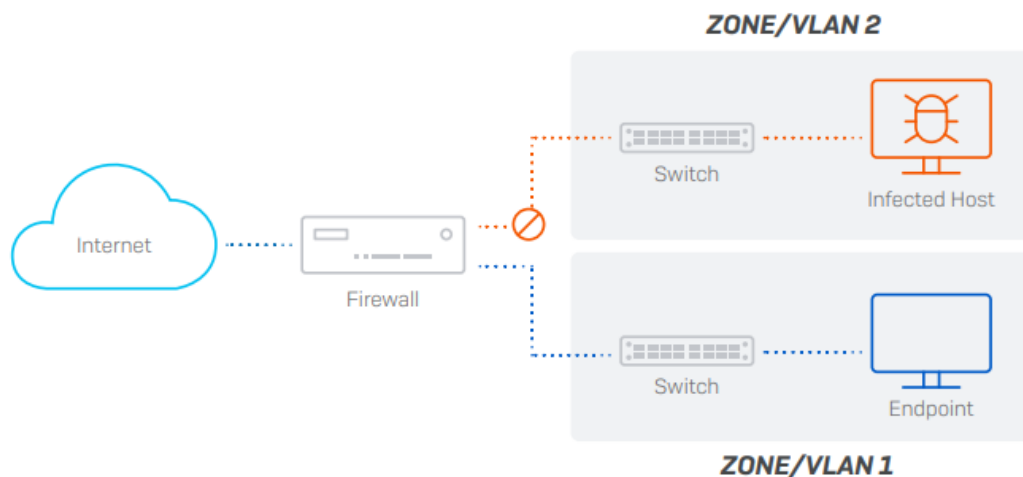 ZONE/VLAN 2
Switch
Infected Host
Internet
Firewall
Switch
Endpoint
ZONE/VLAN 1